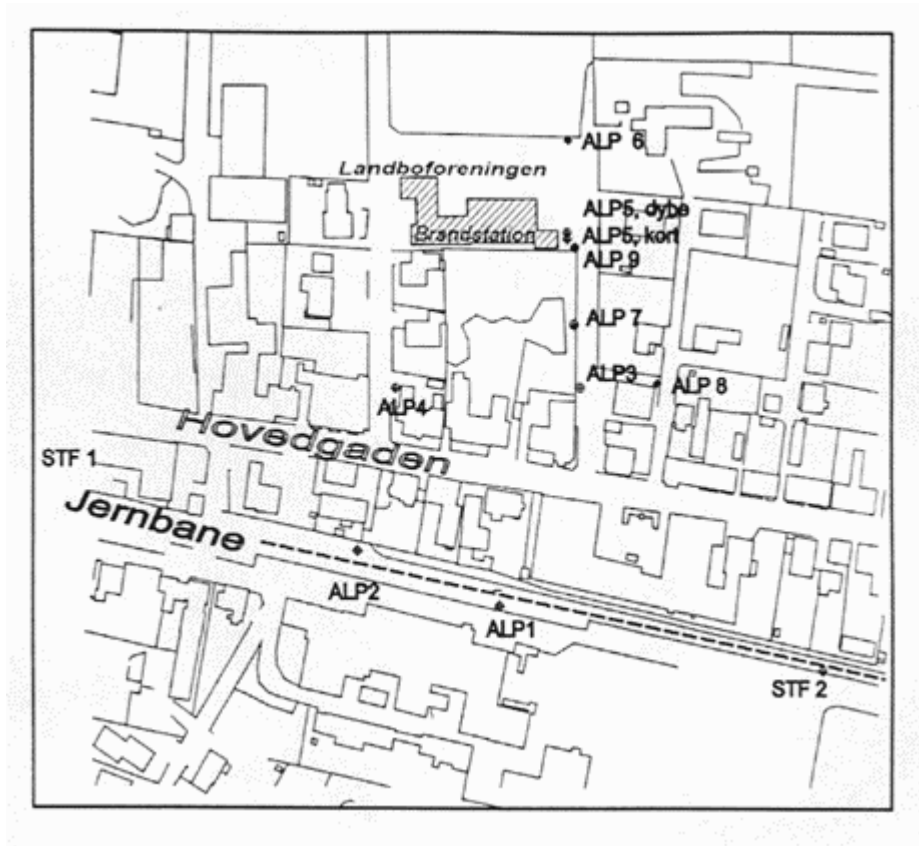 ALP 6
Landboforeningen
ALP5, dybe
Brandstation
ALP5, kort
ALP 9
ALP 7
ALP3
ALP 8
ALP4
Hovedgaden
STF 1
Jernbane
ALP2
ALP1
STF 2